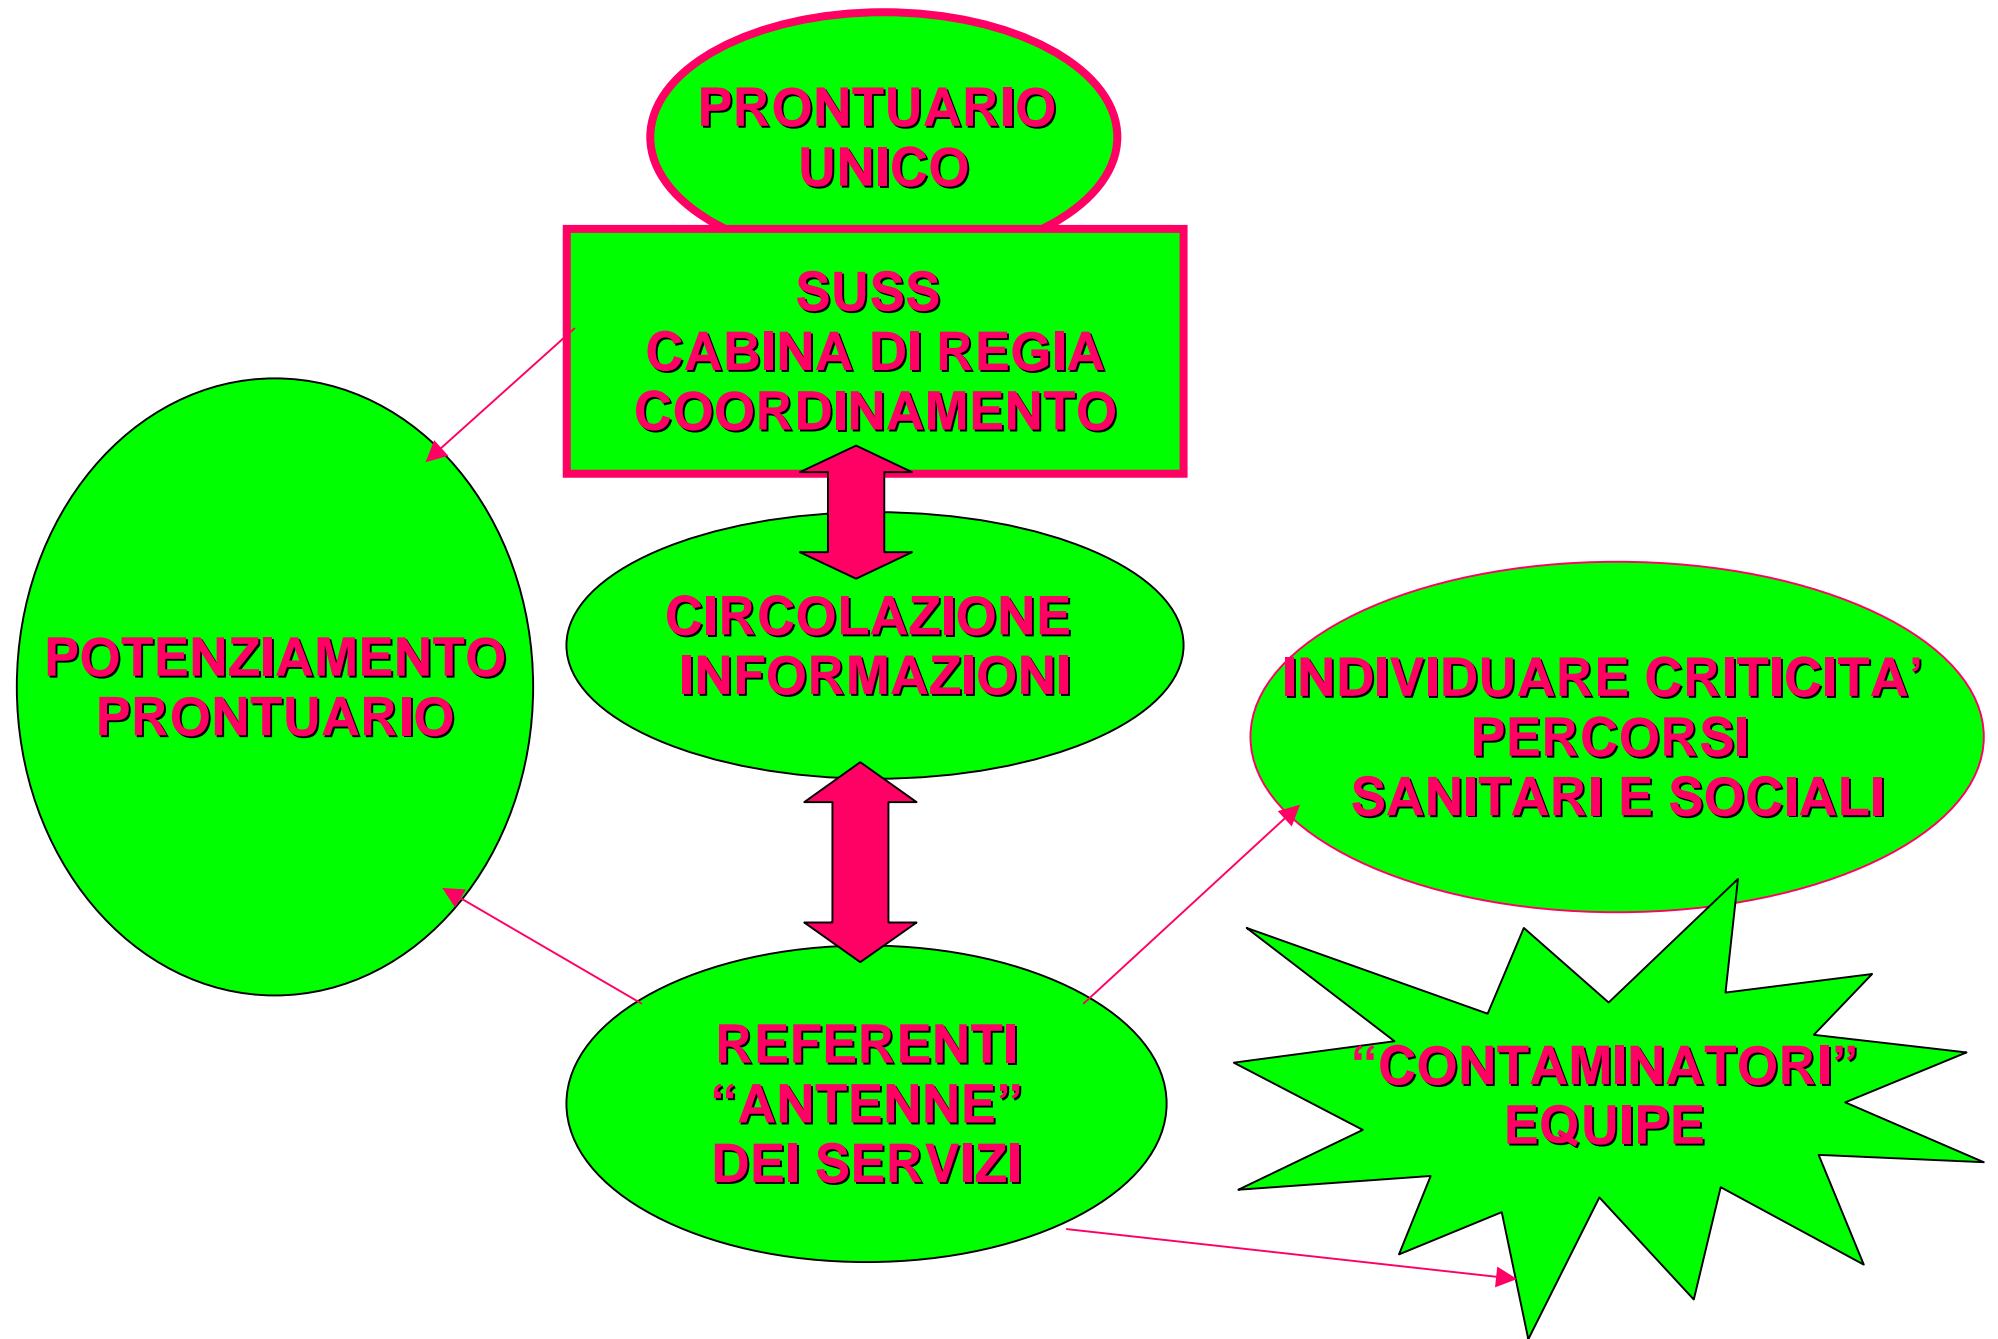 PRONTUARIO
UNICO
SUSS
CABINA DI REGIA
COORDINAMENTO
CIRCOLAZIONE
INFORMAZIONI
POTENZIAMENTO
PRONTUARIO
INDIVIDUARE CRITICITA’
PERCORSI
SANITARI E SOCIALI
REFERENTI
“ANTENNE”
DEI SERVIZI
“CONTAMINATORI”
EQUIPE